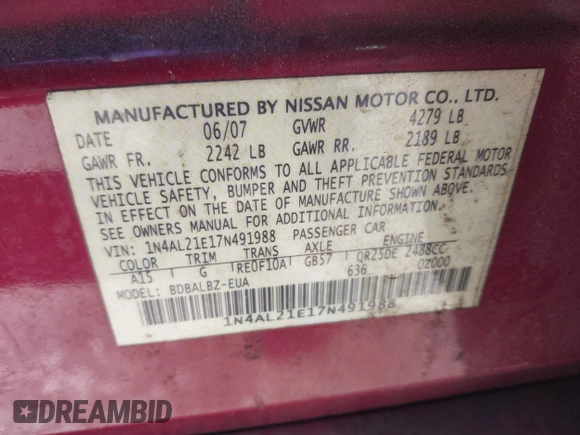 MANUFACTURED BY NISSAN MOTOR CO., LTD.
DATE 06/07 GVWR 4279 LB
GAWR FR. 2242 LB GAWR RR. 2189 LB
THIS VEHICLE CONFORMS TO ALL APPLICABLE FEDERAL MOTOR
VEHICLE SAFETY, BUMPER AND THEFT PREVENTION STANDARDS
IN EFFECT ON THE DATE OF MANUFACTURE SHOWN ABOVE.
SEE OWNERS MANUAL FOR ADDITIONAL INFORMATION.
VIN: 1N4AL21E17N491988 PASSENGER CAR
COLOR TRIM TRANS AXLE ENGINE
A15 G RE0F10A GB57 QR25DE 2488CC
MODEL: BDBALBZ-EUA 638 0Z000
1N4AL21E17N491988
DREAMBID